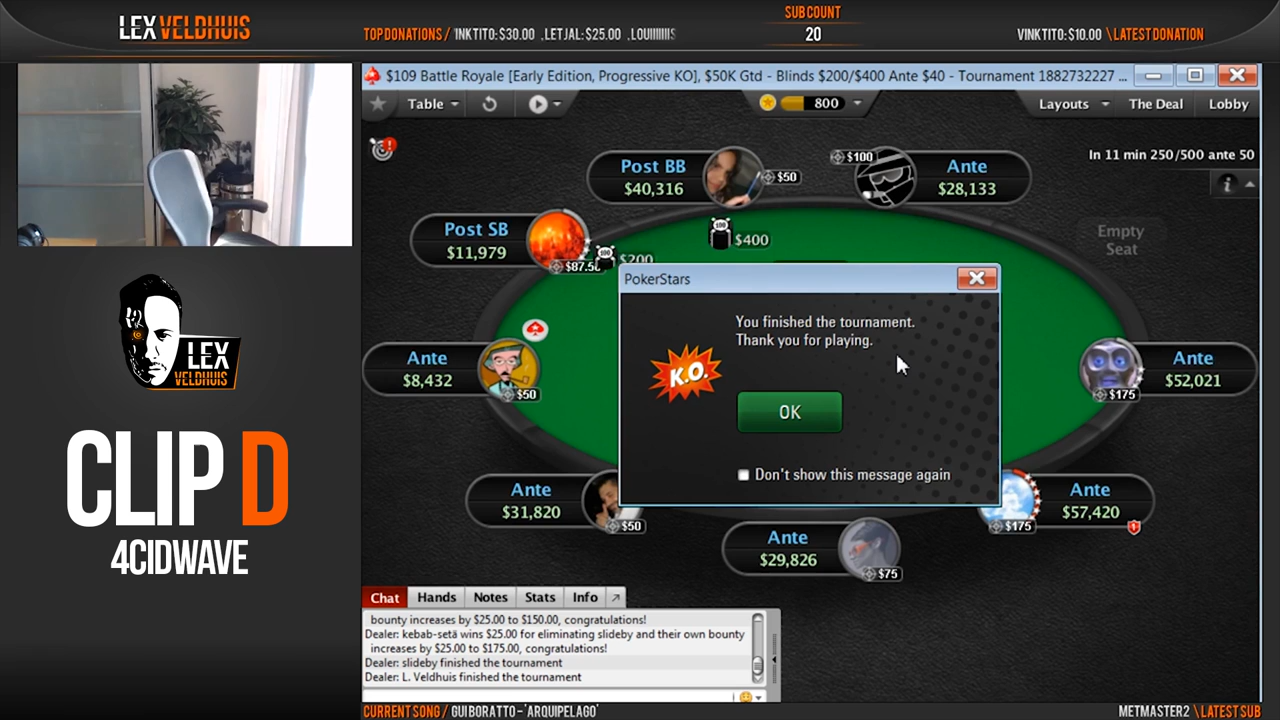 LEX VELDHUIS
TOP DONATIONS / INKTITO: $30.00 , LETJAL: $25.00 , LOUIIIIIIS
SUB COUNT
20
VINKTITO: $10.00 \ LATEST DONATION
$109 Battle Royale [Early Edition, Progressive KO], $50K Gtd - Blinds $200/$400 Ante $40 - Tournament 1882732227 ...
Table
800
Layouts
The Deal
Lobby
In 11 min 250/500 ante 50
Post BB
$40,316
$50
$100
Ante
$28,133
Post SB
$11,979
$87.50
100
$200
100
$400
Empty
Seat
PokerStars
You finished the tournament.
Thank you for playing.
K.O.
OK
Don't show this message again
Ante
$8,432
$50
Ante
$52,021
$175
Ante
$31,820
$50
Ante
$29,826
$75
Ante
$57,420
$175
LEX
VELDHUIS
CLIP D
4CIDWAVE
Chat
Hands
Notes
Stats
Info
bounty increases by $25.00 to $150.00, congratulations!
Dealer: kebab-setä wins $25.00 for eliminating slideby and their own bounty
increases by $25.00 to $175.00, congratulations!
Dealer: slideby finished the tournament
Dealer: L. Veldhuis finished the tournament
CURRENT SONG / GUI BORATTO - 'ARQUIPELAGO'
METMASTER2 \ LATEST SUB